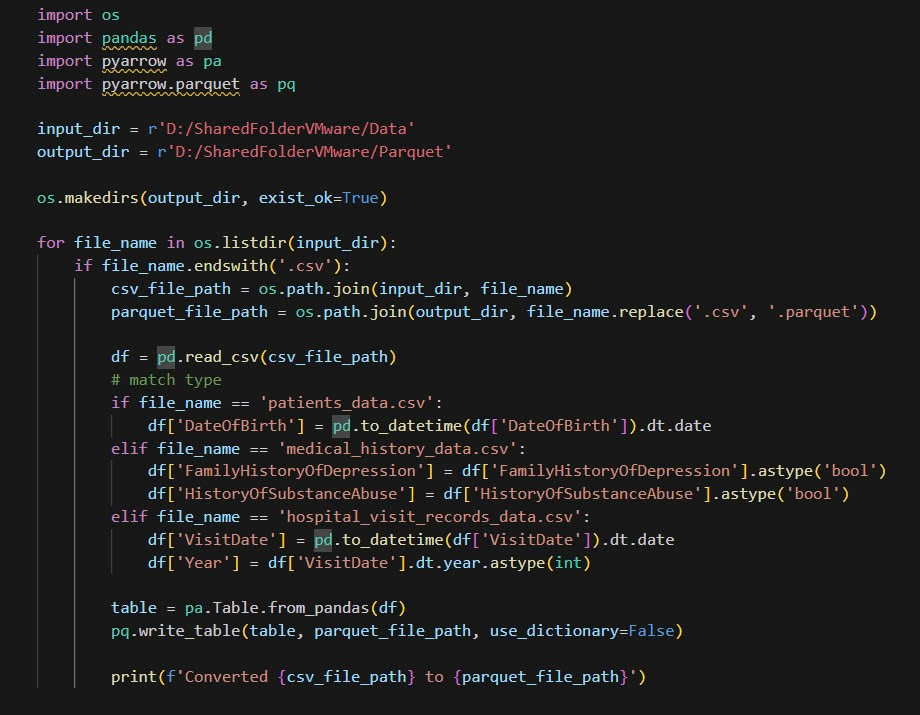 import os
import pandas as pd
import pyarrow as pa
import pyarrow.parquet as pq

input_dir = r'D:/SharedFolderVMware/Data'
output_dir = r'D:/SharedFolderVMware/Parquet'

os.makedirs(output_dir, exist_ok=True)

for file_name in os.listdir(input_dir):
    if file_name.endswith('.csv'):
        csv_file_path = os.path.join(input_dir, file_name)
        parquet_file_path = os.path.join(output_dir, file_name.replace('.csv', '.parquet'))

        df = pd.read_csv(csv_file_path)
        # match type
        if file_name == 'patients_data.csv':
            df['DateOfBirth'] = pd.to_datetime(df['DateOfBirth']).dt.date
        elif file_name == 'medical_history_data.csv':
            df['FamilyHistoryOfDepression'] = df['FamilyHistoryOfDepression'].astype('bool')
            df['HistoryOfSubstanceAbuse'] = df['HistoryOfSubstanceAbuse'].astype('bool')
        elif file_name == 'hospital_visit_records_data.csv':
            df['VisitDate'] = pd.to_datetime(df['VisitDate']).dt.date
            df['Year'] = df['VisitDate'].dt.year.astype(int)

        table = pa.Table.from_pandas(df)
        pq.write_table(table, parquet_file_path, use_dictionary=False)

        print(f'Converted {csv_file_path} to {parquet_file_path}')